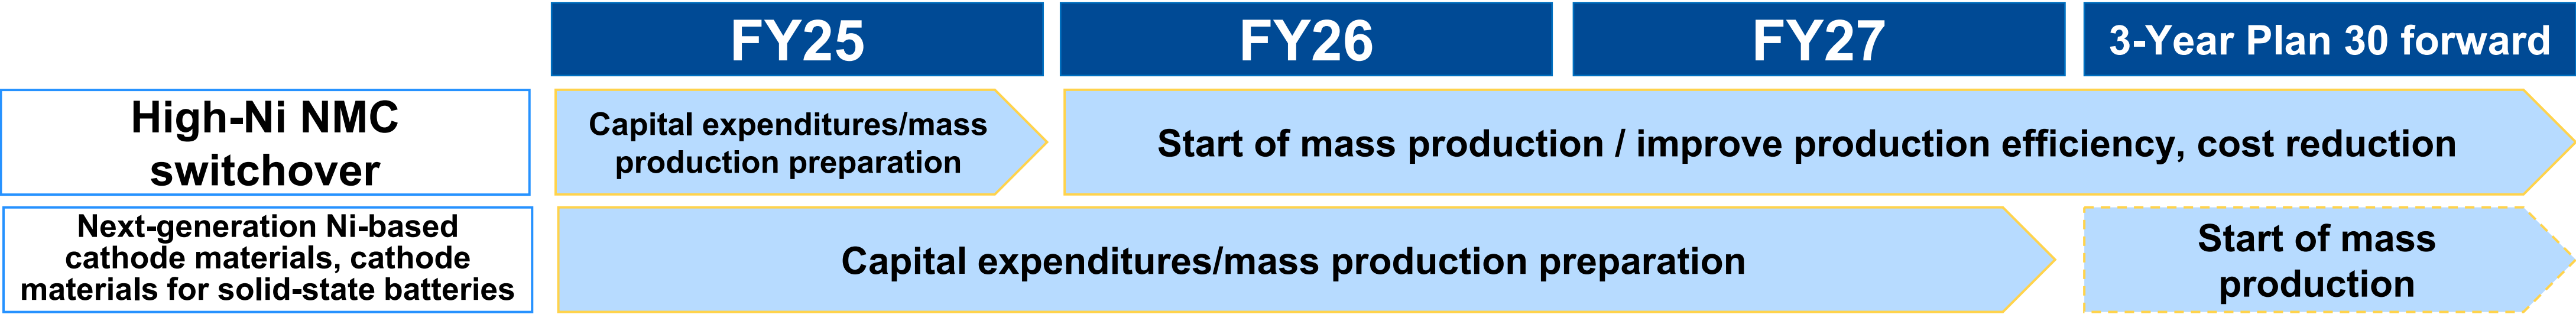 FY25
FY26
FY27
3-Year Plan 30 forward
High-Ni NMC
switchover
Capital expenditures/mass
production preparation
Start of mass production / improve production efficiency, cost reduction
Next-generation Ni-based
cathode materials, cathode
materials for solid-state batteries
Capital expenditures/mass production preparation
Start of mass
production